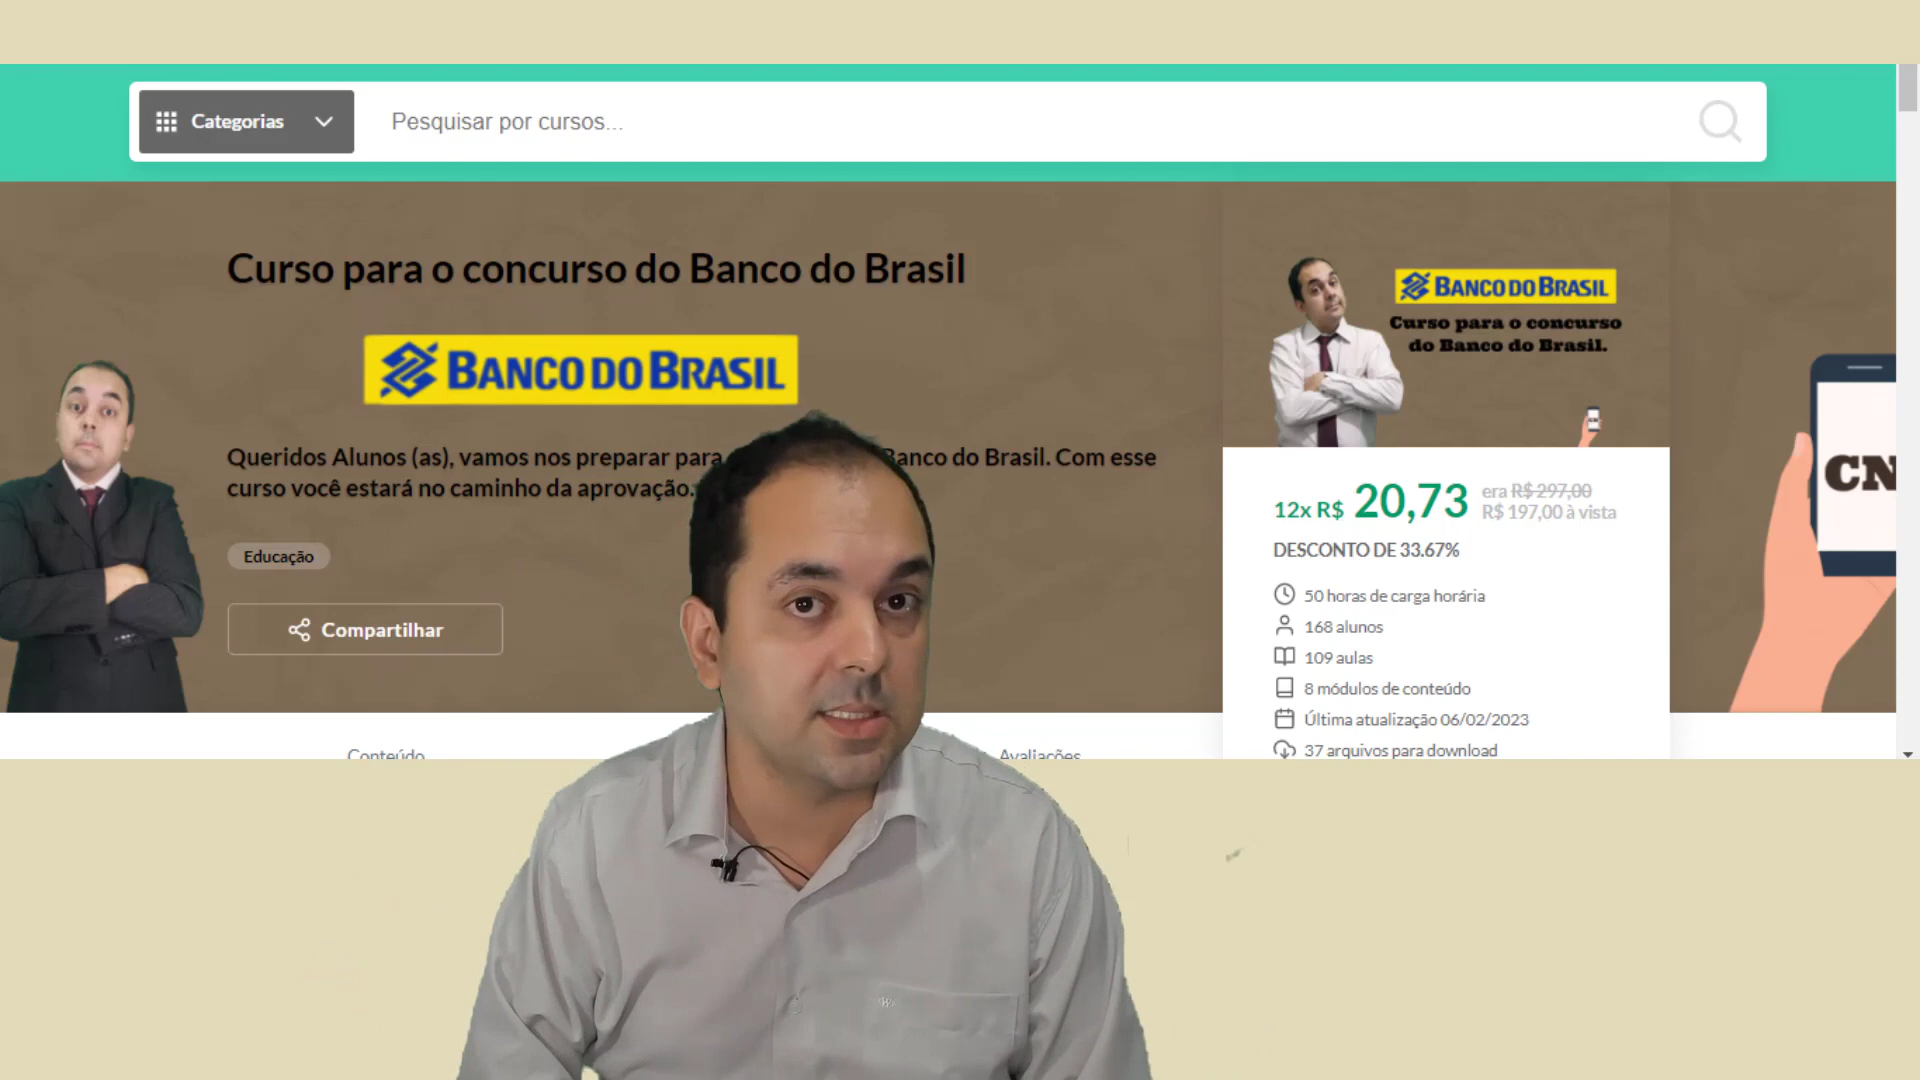 Categorias
Pesquisar por cursos...
Curso para o concurso do Banco do Brasil
BANCO DO BRASIL
Queridos Alunos (as), vamos nos preparar para Banco do Brasil. Com esse
curso você estará no caminho da aprovação.
Educação
Compartilhar
BANCO DO BRASIL
Curso para o concurso
do Banco do Brasil.
12x R$ 20,73
era R$ 297,00
R$ 197,00 à vista
DESCONTO DE 33.67%
50 horas de carga horária
168 alunos
109 aulas
8 módulos de conteúdo
Última atualização 06/02/2023
37 arquivos para download
CN
Conteúdo
Avaliações